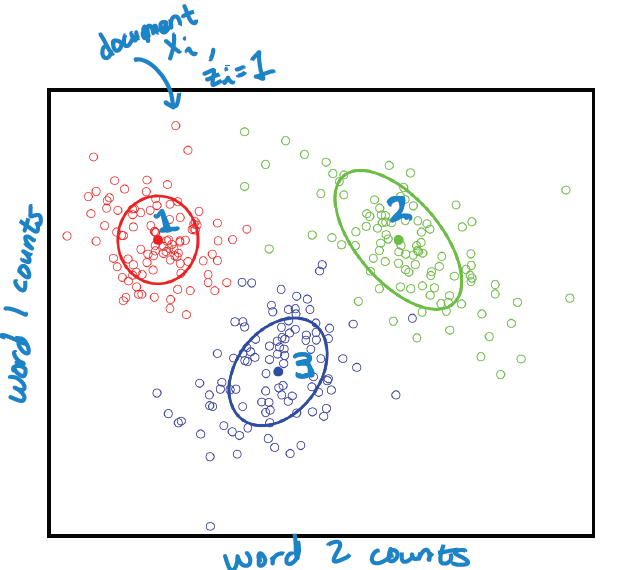 document
xi,
zi=1
1
2
3
word 1 counts
word 2 counts